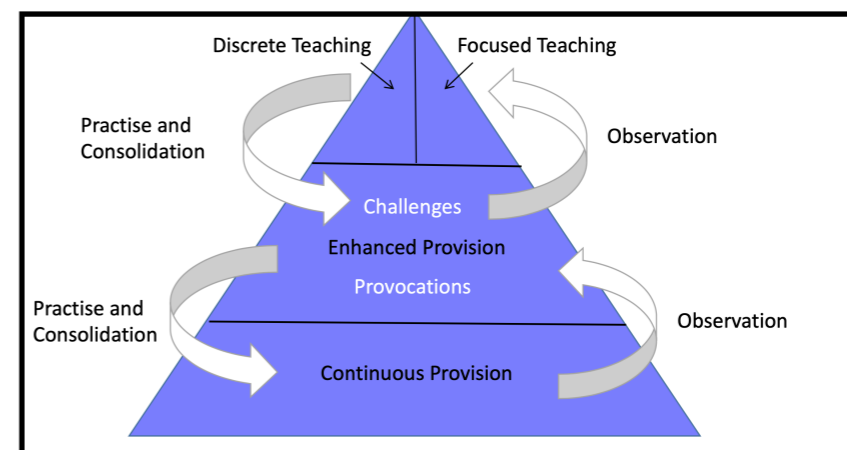 Discrete Teaching
Focused Teaching
Practise and
Consolidation
Observation
Challenges
Enhanced Provision
Provocations
Practise and
Consolidation
Observation
Continuous Provision